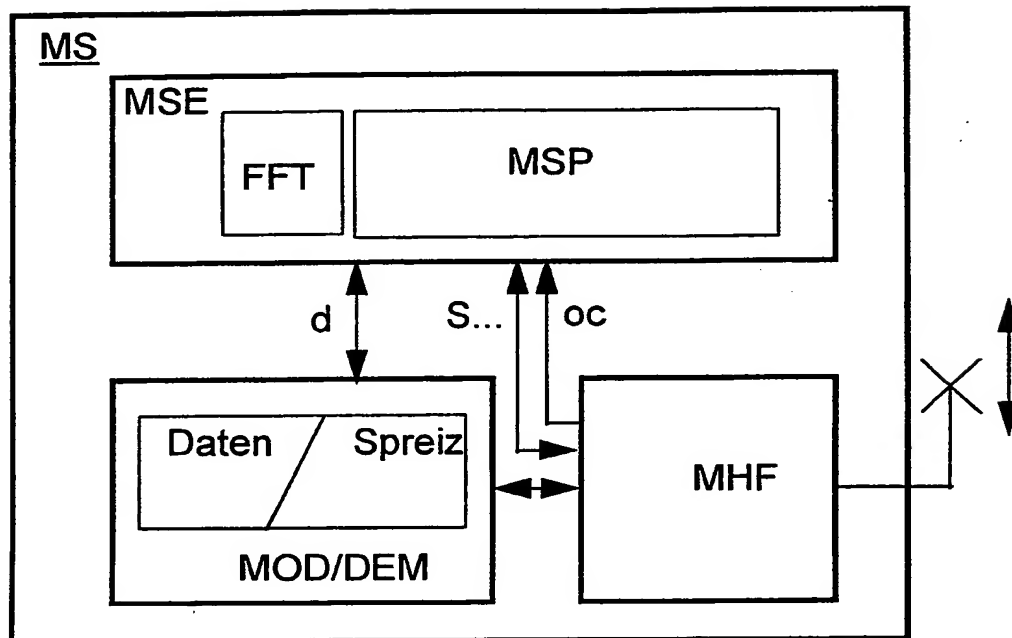 MS
MSE
FFT
MSP
d
S...
oc
Daten
Spreiz
MHF
MOD/DEM